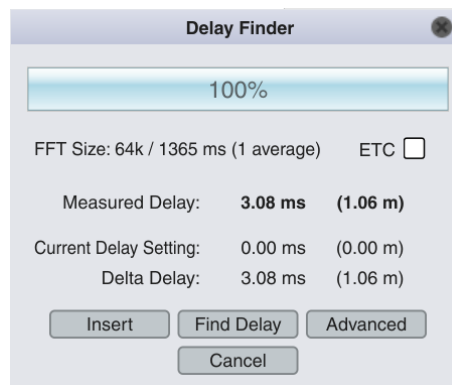 Delay Finder
100%
FFT Size: 64k / 1365 ms (1 average) ETC
Measured Delay: 3.08 ms (1.06 m)
Current Delay Setting: 0.00 ms (0.00 m)
Delta Delay: 3.08 ms (1.06 m)
Insert Find Delay Advanced
Cancel